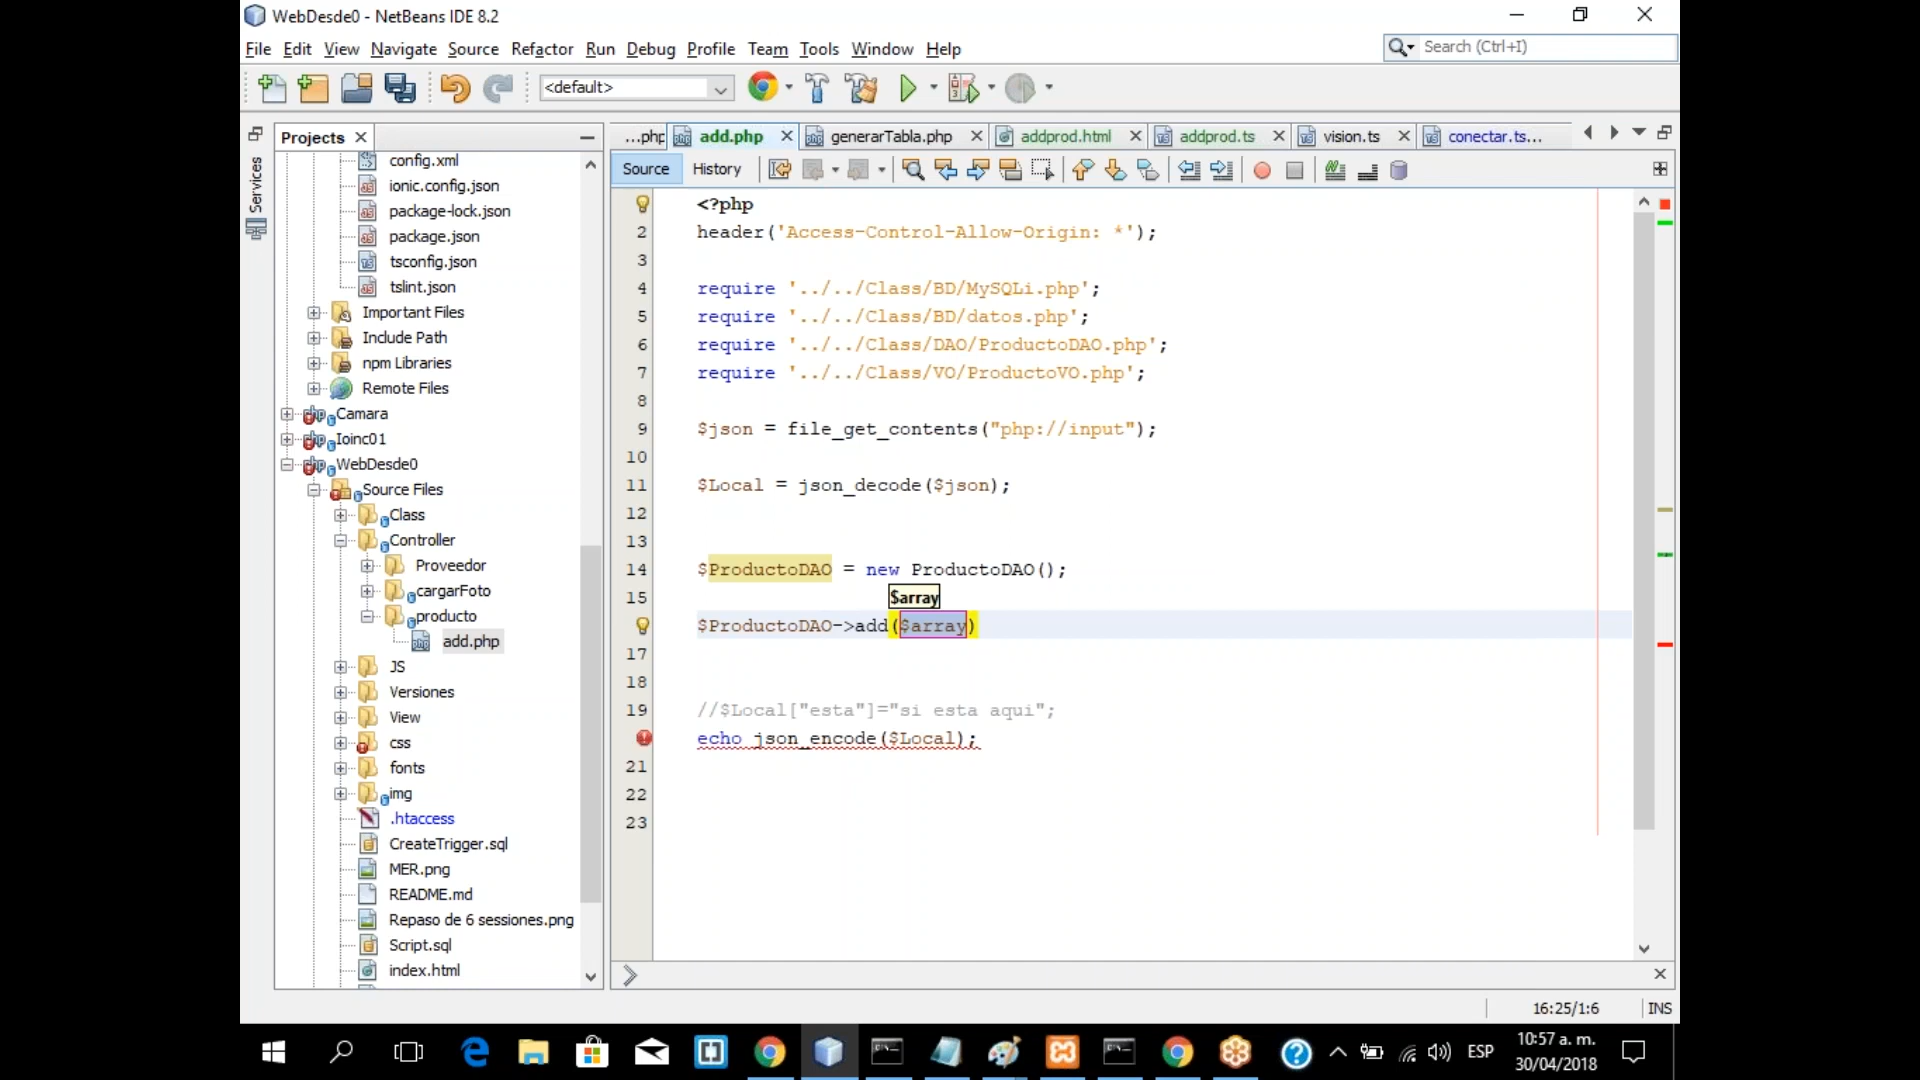 WebDesde0 - NetBeans IDE 8.2
File Edit View Navigate Source Refactor Run Debug Profile Team Tools Window Help
Search (Ctrl+I)
<default>
Services
Projects
config.xml
ionic.config.json
package-lock.json
package.json
tsconfig.json
tslint.json
Important Files
Include Path
npm Libraries
Remote Files
Camara
Ioinc01
WebDesde0
Source Files
Class
Controller
Proveedor
cargarFoto
producto
add.php
JS
Versiones
View
css
fonts
img
.htaccess
CreateTrigger.sql
MER.png
README.md
Repaso de 6 sessiones.png
Script.sql
index.html
...php add.php generarTabla.php addprod.html addprod.ts vision.ts conectar.ts...
Source History
<?php
2 header('Access-Control-Allow-Origin: *');
3
4 require '../../Class/BD/MySQLi.php';
5 require '../../Class/BD/datos.php';
6 require '../../Class/DAO/ProductoDAO.php';
7 require '../../Class/VO/ProductoVO.php';
8
9 $json = file_get_contents("php://input");
10
11 $Local = json_decode($json);
12
13
14 $ProductoDAO = new ProductoDAO();
15 $array
$ProductoDAO->add($array)
17
18
19 //$Local["esta"]="si esta aqui";
echo json_encode($Local);
21
22
23
16:25/1:6 INS
ESP
10:57 a. m.
30/04/2018